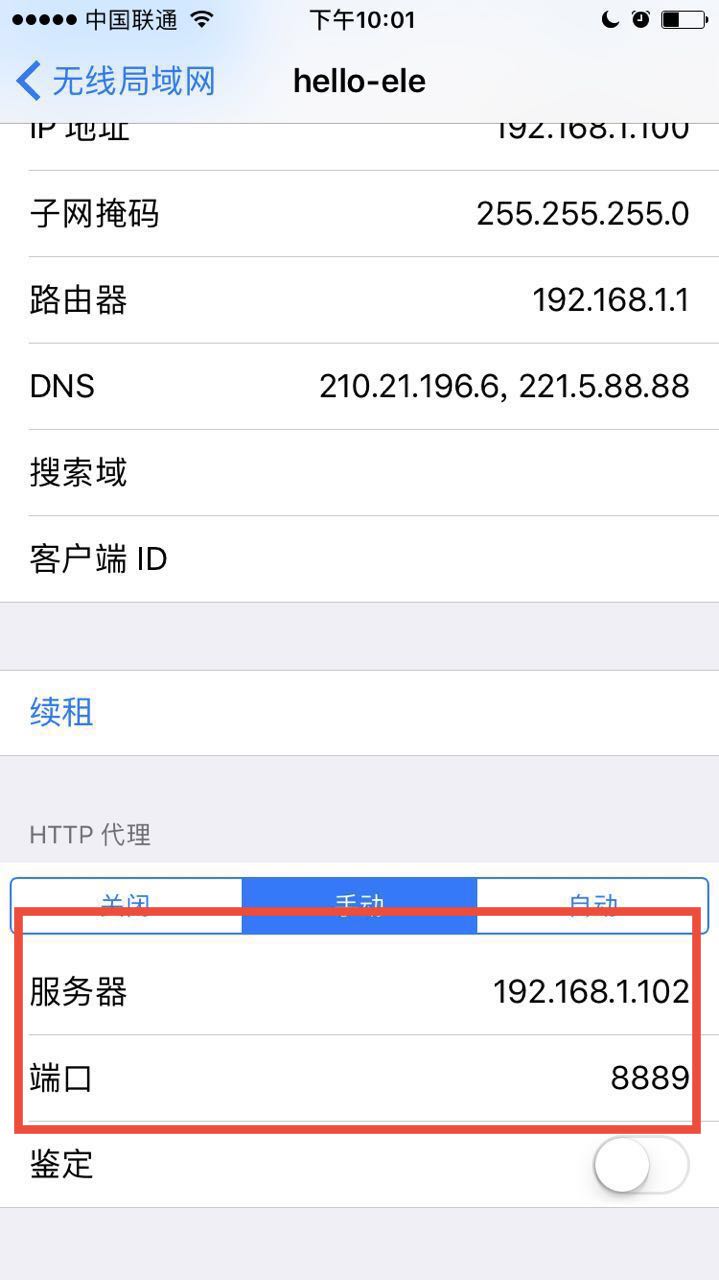 中国联通 下午10:01
无线局域网 hello-ele
IP 地址 192.168.1.100
子网掩码 255.255.255.0
路由器 192.168.1.1
DNS 210.21.196.6, 221.5.88.88
搜索域
客户端 ID
续租
HTTP 代理
关闭 手动 自动
服务器 192.168.1.102
端口 8889
鉴定